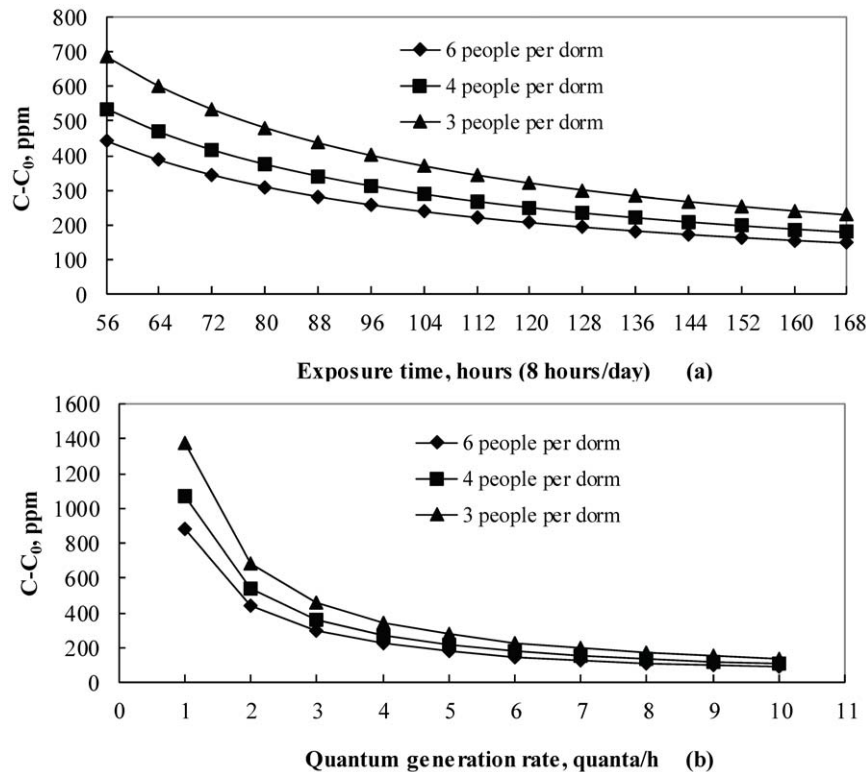 800
700
600
500
400
300
200
100
0
C-C₀, ppm
6 people per dorm
4 people per dorm
3 people per dorm
56 64 72 80 88 96 104 112 120 128 136 144 152 160 168
Exposure time, hours (8 hours/day) (a)
1600
1400
1200
1000
800
600
400
200
0
C-C₀, ppm
6 people per dorm
4 people per dorm
3 people per dorm
0 1 2 3 4 5 6 7 8 9 10 11
Quantum generation rate, quanta/h (b)